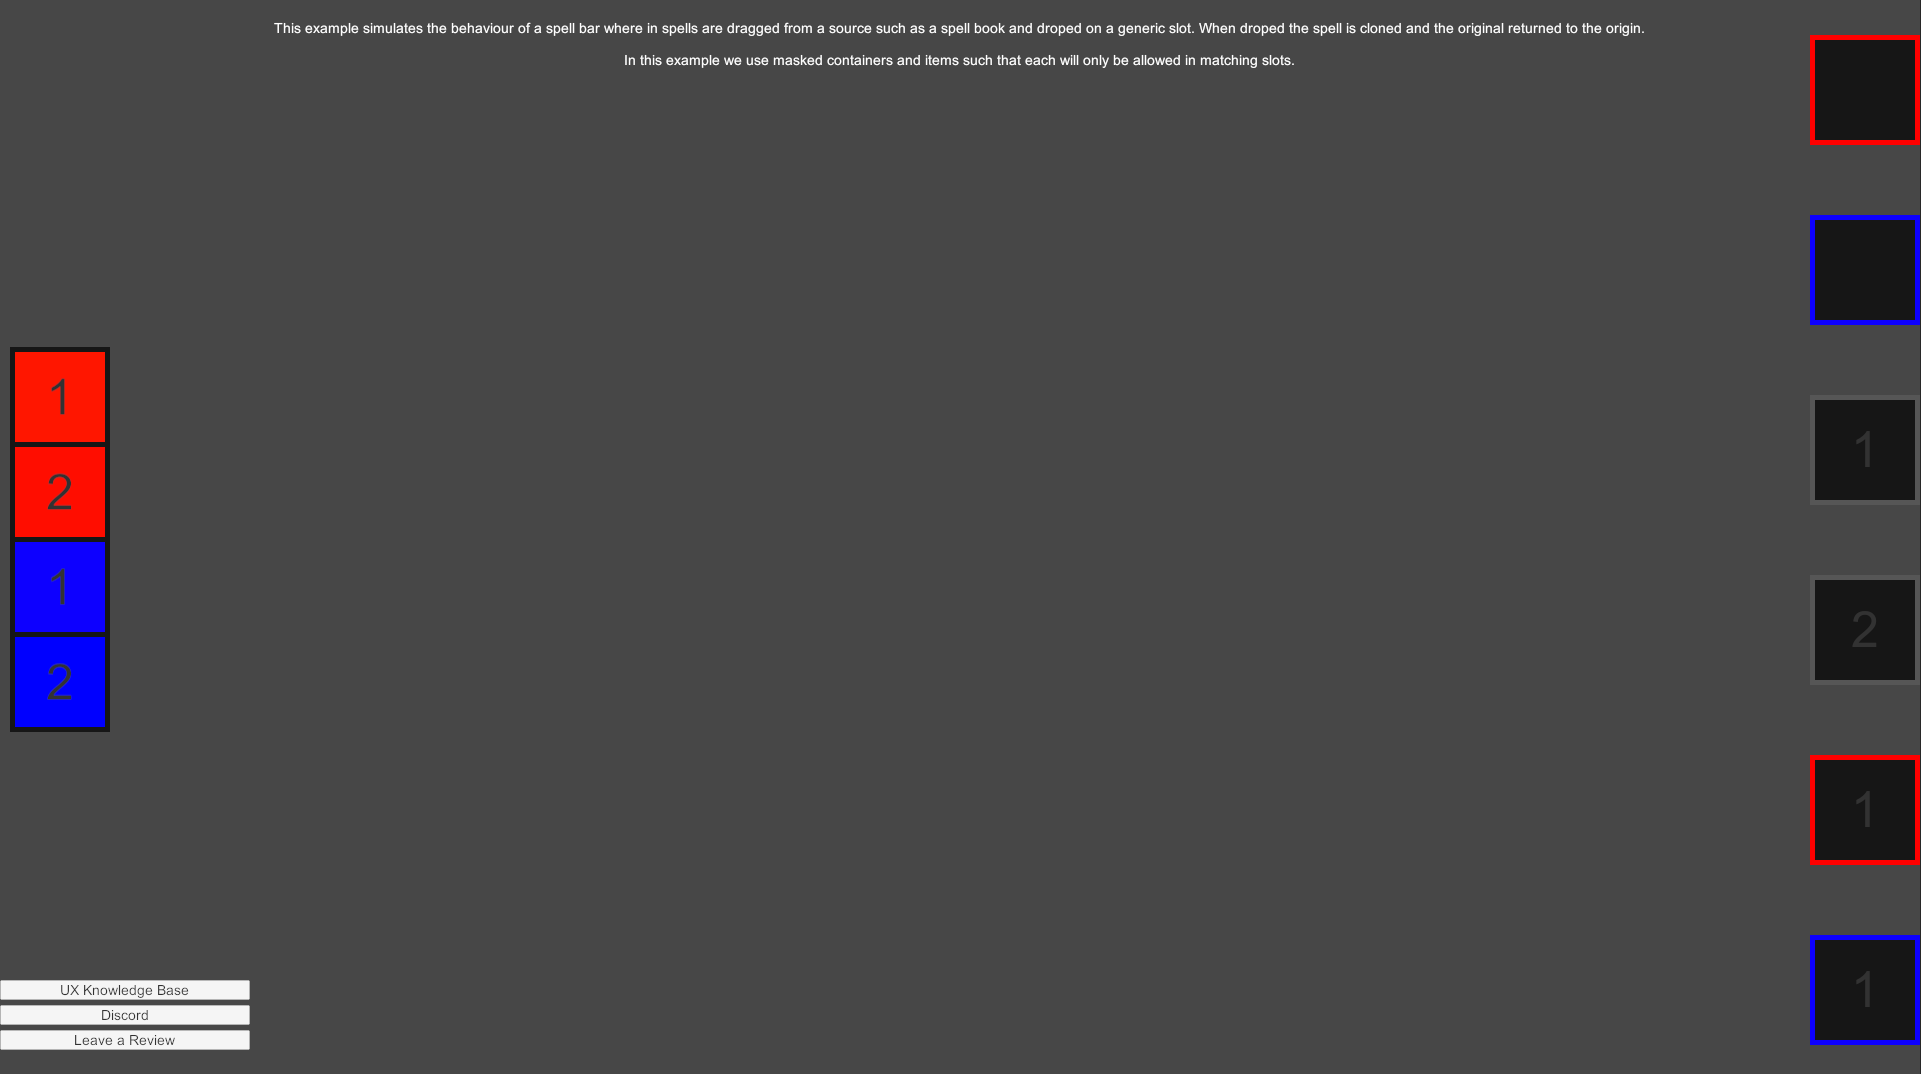 This example simulates the behaviour of a spell bar where in spells are dragged from a source such as a spell book and droped on a generic slot. When droped the spell is cloned and the original returned to the origin.
In this example we use masked containers and items such that each will only be allowed in matching slots.
1
2
1
2
1
2
1
1
UX Knowledge Base
Discord
Leave a Review